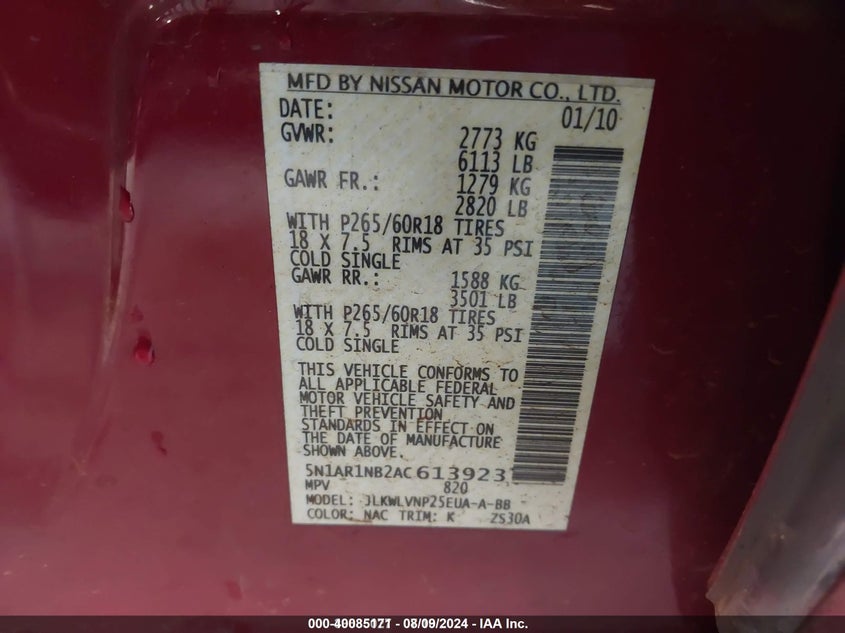 MFD BY NISSAN MOTOR CO., LTD.
DATE: 01/10
GVWR: 2773 KG
6113 LB
GAWR FR.: 1279 KG
2820 LB
WITH P265/60R18 TIRES
18 X 7.5 RIMS AT 35 PSI
COLD SINGLE
GAWR RR.: 1588 KG
3501 LB
WITH P265/60R18 TIRES
18 X 7.5 RIMS AT 35 PSI
COLD SINGLE
THIS VEHICLE CONFORMS TO
ALL APPLICABLE FEDERAL
MOTOR VEHICLE SAFETY AND
THEFT PREVENTION
STANDARDS IN EFFECT ON
THE DATE OF MANUFACTURE
SHOWN ABOVE.
5N1AR1NB2AC613923
MPV 820
MODEL: JLKWLVNP25EUA-A-BB
COLOR: NAC TRIM: K ZS30A
- 08/09/2024 - IAA Inc.